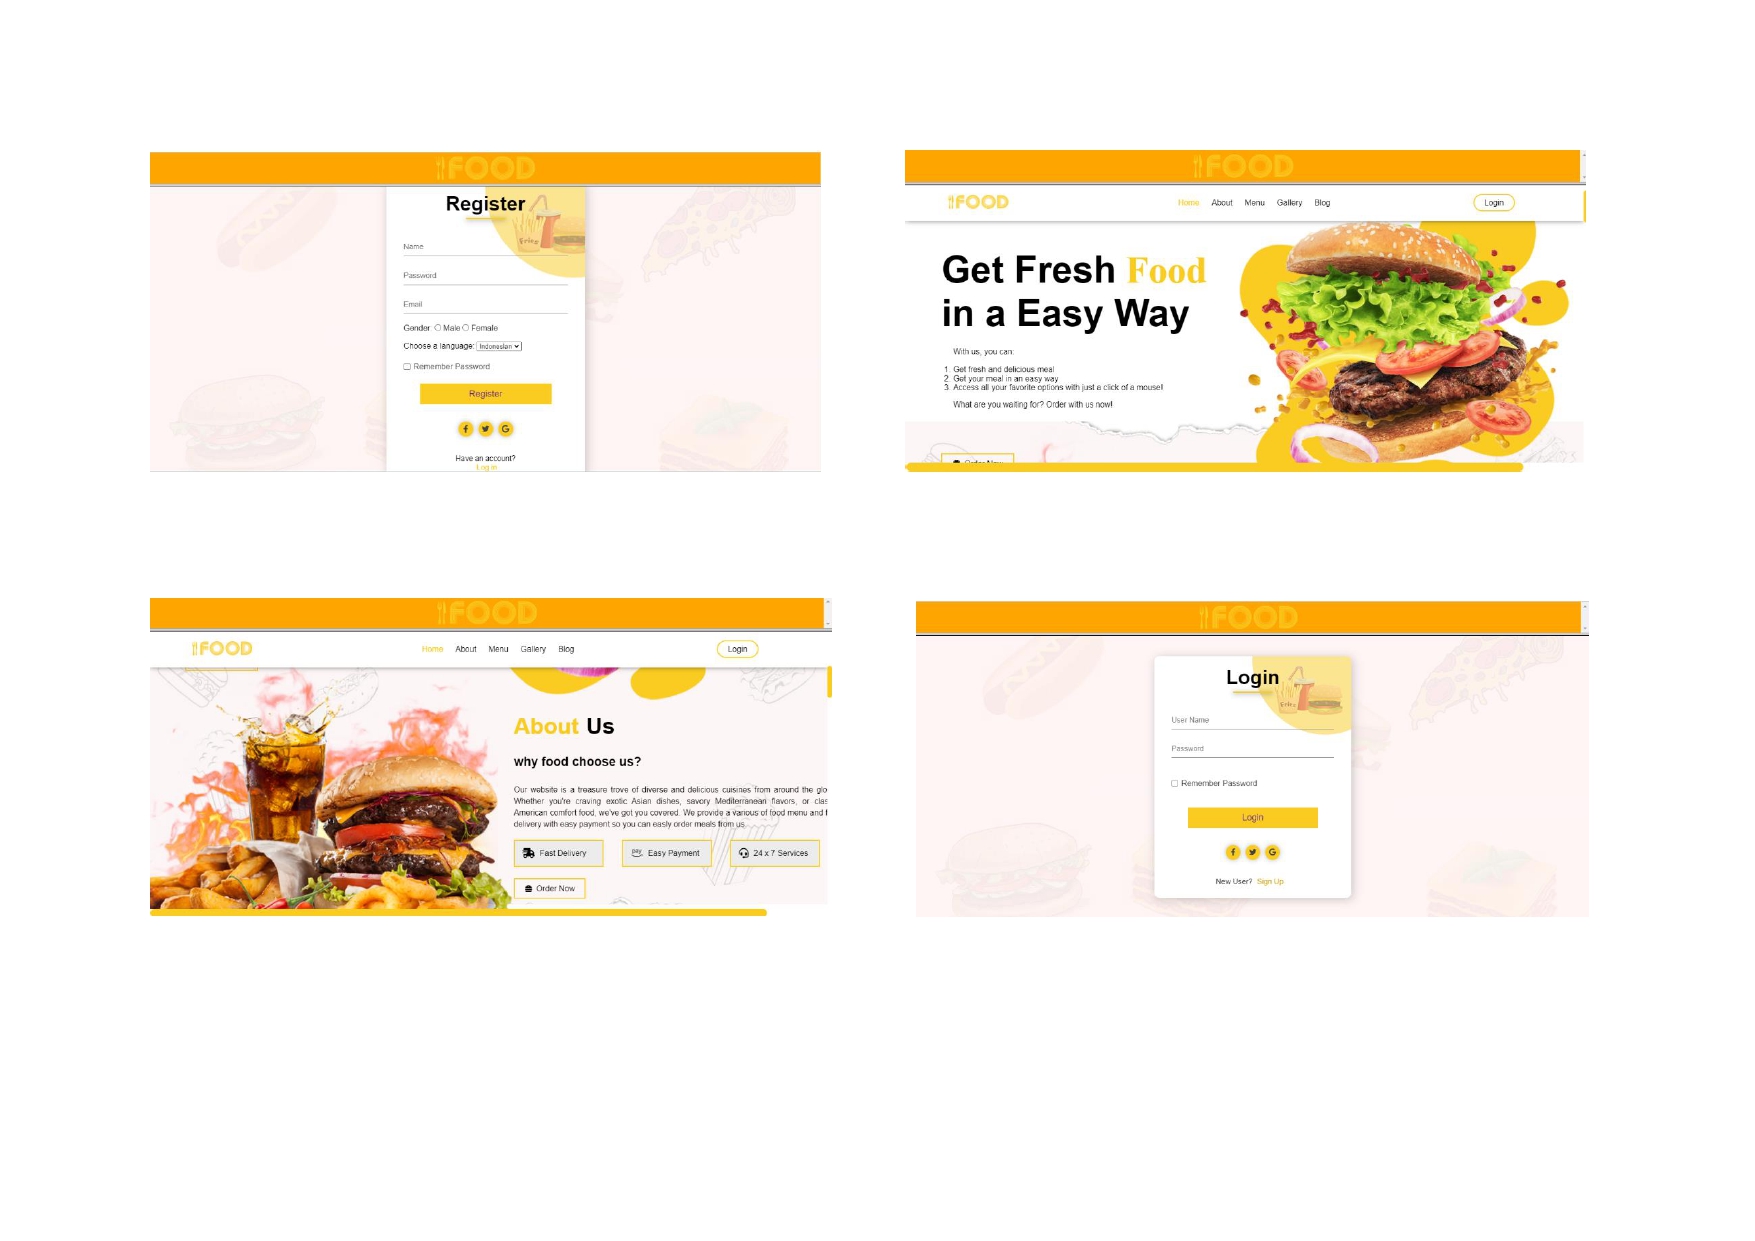 FOOD
Register
Fries
Name
Password
Email
Gender Male Female
Choose a language: Indonesian
Remember Password
Register
Have an account?
Log in
FOOD
FOOD Home About Menu Gallery Blog Login
Get Fresh Food
in a Easy Way
With us, you can:
1. Get fresh and delicious meal
2. Get your meal in an easy way
3. Access all your favorite options with just a click of a mouse!
What are you waiting for? Order with us now!
Order Now
FOOD
FOOD Home About Menu Gallery Blog Login
About Us
why food choose us?
Our website is a treasure trove of diverse and delicious cuisines from around the glo
Whether you're craving exotic Asian dishes, savory Mediterranean flavors, or clas
American comfort food, we've got you covered. We provide a various of food menu and f
delivery with easy payment so you can easly order meals from us
Fast Delivery Easy Payment 24 x 7 Services
Order Now
FOOD
Login
Fries
User Name
Password
Remember Password
Login
New User? Sign Up